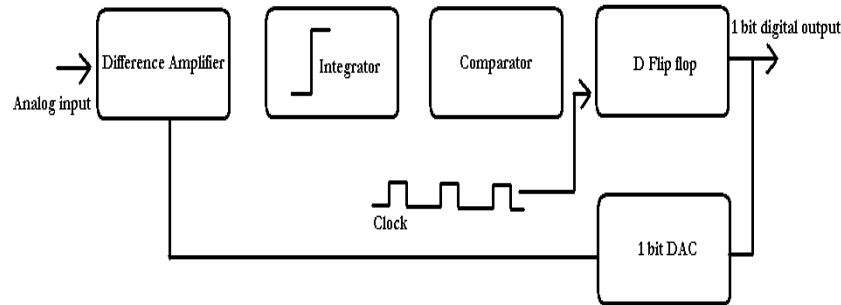 1 bit digital output
Difference Amplifier
Integrator
Comparator
D Flip flop
Analog input
Clock
1 bit DAC